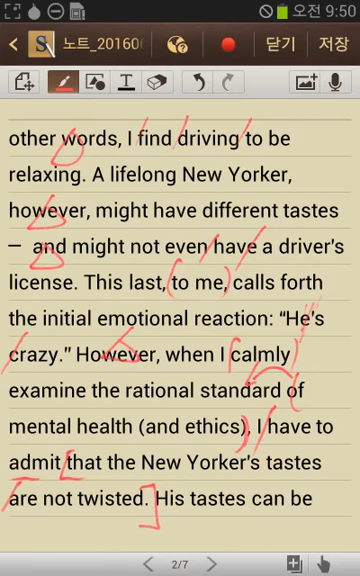 오전 9:50
노트_20160
닫기
저장
other words, I find driving to be
relaxing. A lifelong New Yorker,
however, might have different tastes
— and might not even have a driver's
license. This last, to me, calls forth
the initial emotional reaction: “He's
crazy.” However, when I calmly
examine the rational standard of
mental health (and ethics), I have to
admit that the New Yorker's tastes
are not twisted. His tastes can be
2/7